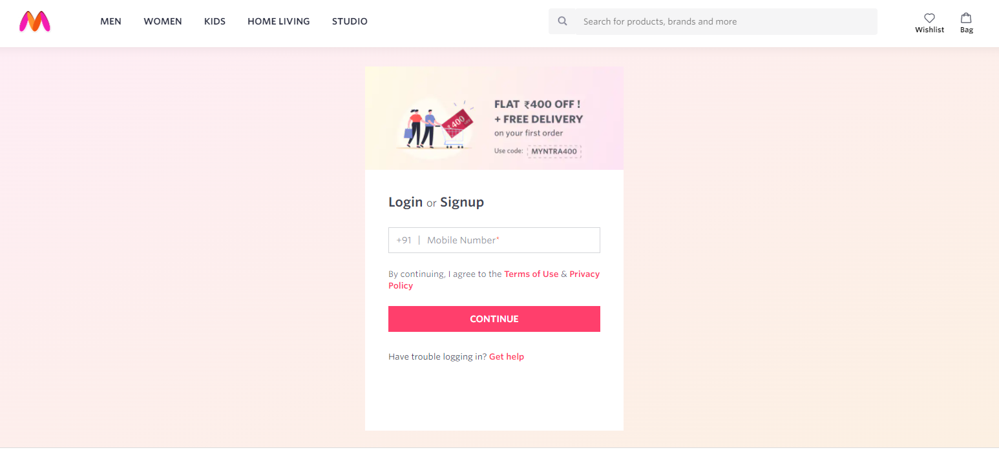 MEN WOMEN KIDS HOME LIVING STUDIO
Search for products, brands and more
Wishlist Bag
FLAT ₹400 OFF !
+ FREE DELIVERY
on your first order
Use code: MYNTRA400
₹400 OFF
Login or Signup
+91 | Mobile Number*
By continuing, I agree to the Terms of Use & Privacy
Policy
CONTINUE
Have trouble logging in? Get help